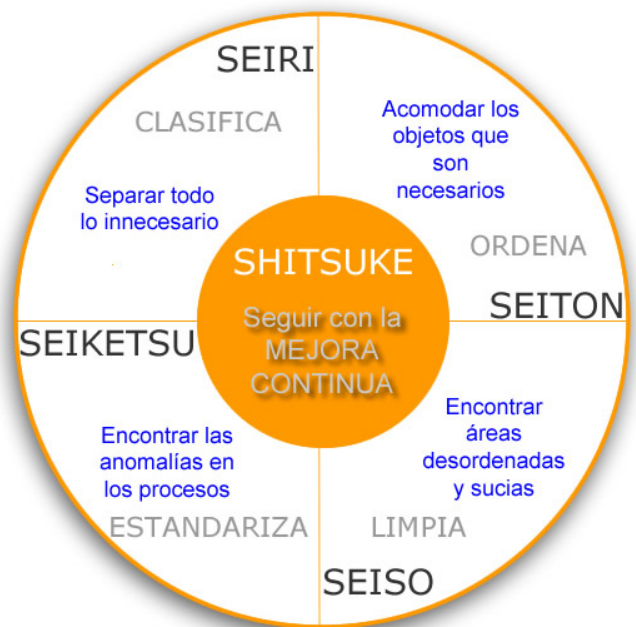 SEIRI
CLASIFICA
Separar todo
lo innecesario
Acomodar los
objetos que
son
necesarios
ORDENA
SEITON
SHITSUKE
Seguir con la
MEJORA
CONTINUA
SEIKETSU
Encontrar las
anomalías en
los procesos
ESTANDARIZA
Encontrar
áreas
desordenadas
y sucias
LIMPIA
SEISO